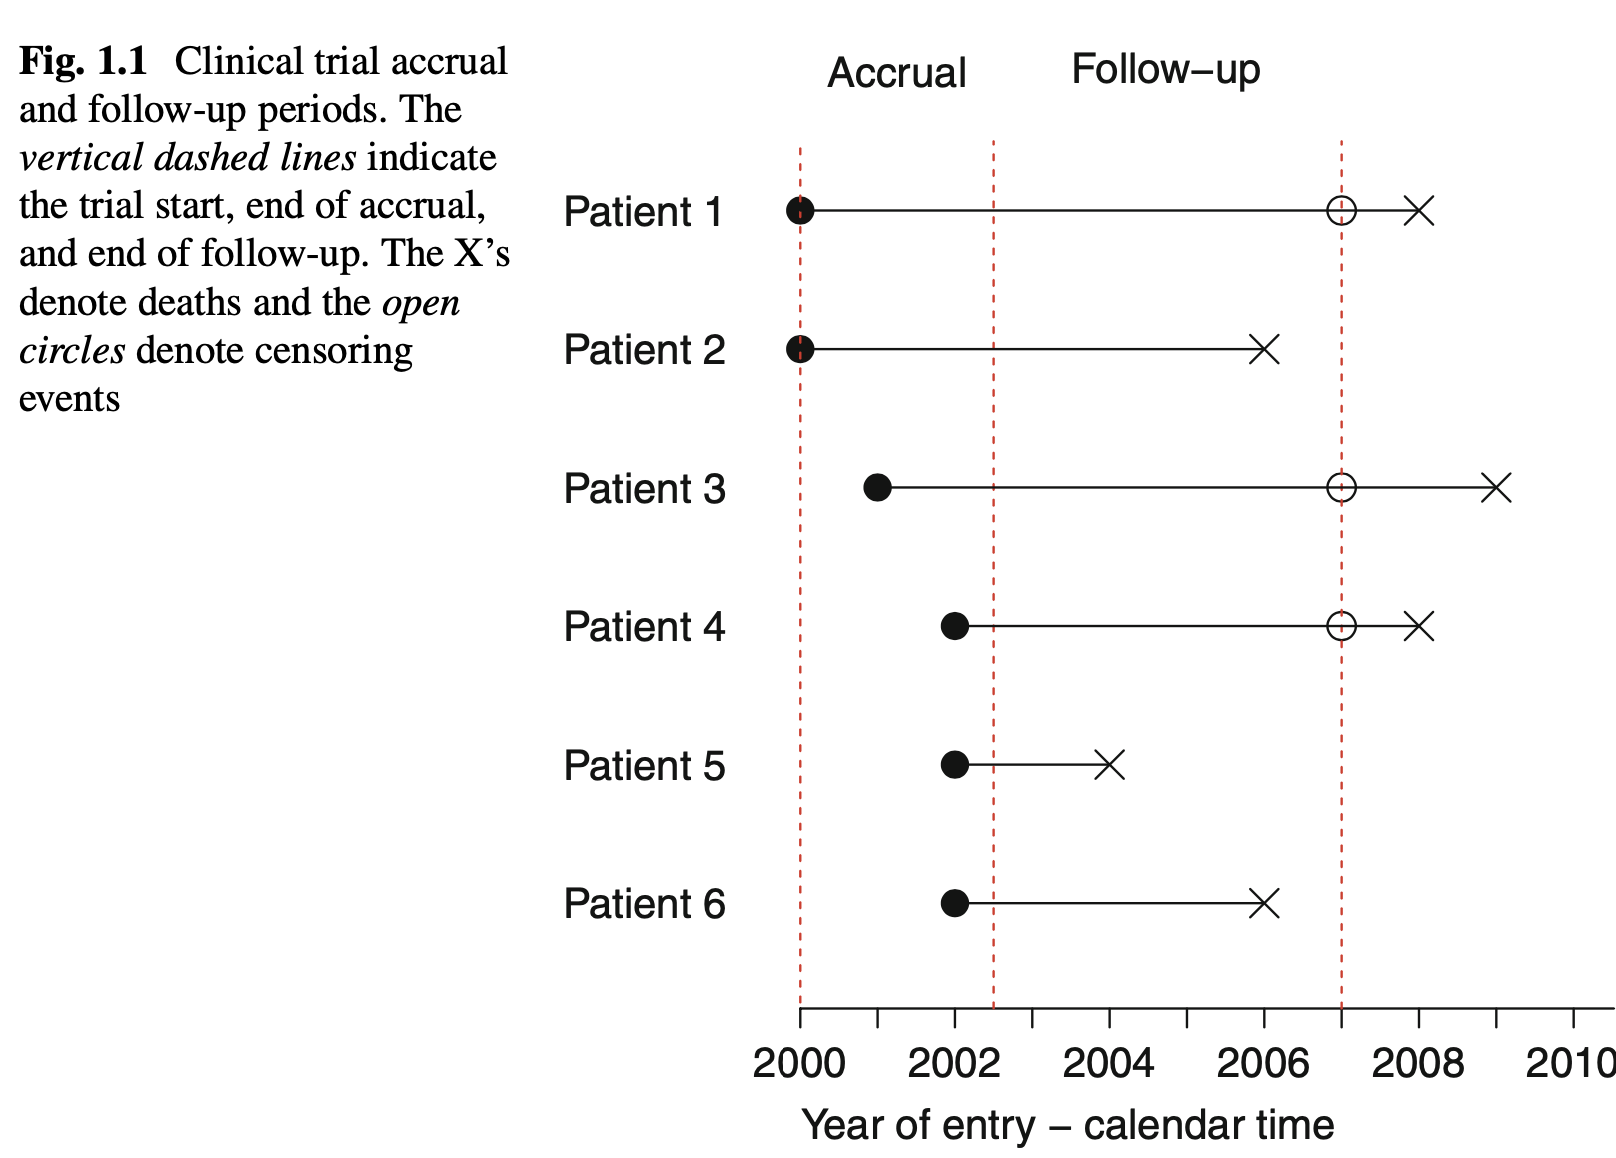 Fig. 1.1 Clinical trial accrual
and follow-up periods. The
vertical dashed lines indicate
the trial start, end of accrual,
and end of follow-up. The X’s
denote deaths and the open
circles denote censoring
events
Accrual
Follow–up
Patient 1
Patient 2
Patient 3
Patient 4
Patient 5
Patient 6
2000 2002 2004 2006 2008 2010
Year of entry – calendar time